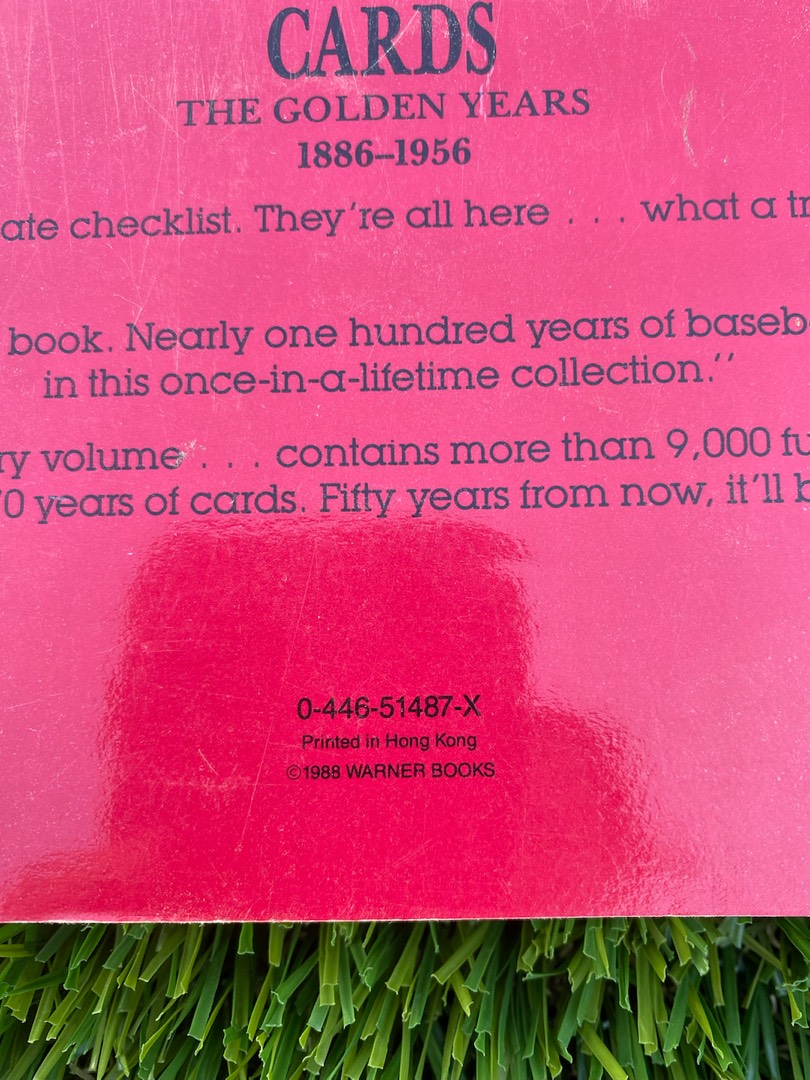 CARDS
THE GOLDEN YEARS
1886–1956
ate checklist. They're all here . . . what a tr
book. Nearly one hundred years of baseb
in this once-in-a-lifetime collection.''
ry volume . . . contains more than 9,000 fu
0 years of cards. Fifty years from now, it'll b
0-446-51487-X
Printed in Hong Kong
©1988 WARNER BOOKS